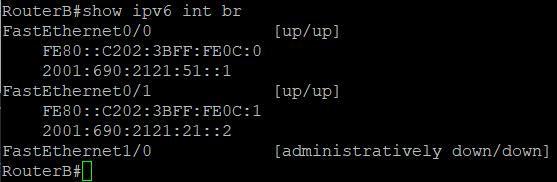 RouterB#show ipv6 int br
FastEthernet0/0            [up/up]
    FE80::C202:3BFF:FE0C:0
    2001:690:2121:51::1
FastEthernet0/1            [up/up]
    FE80::C202:3BFF:FE0C:1
    2001:690:2121:21::2
FastEthernet1/0            [administratively down/down]
RouterB#